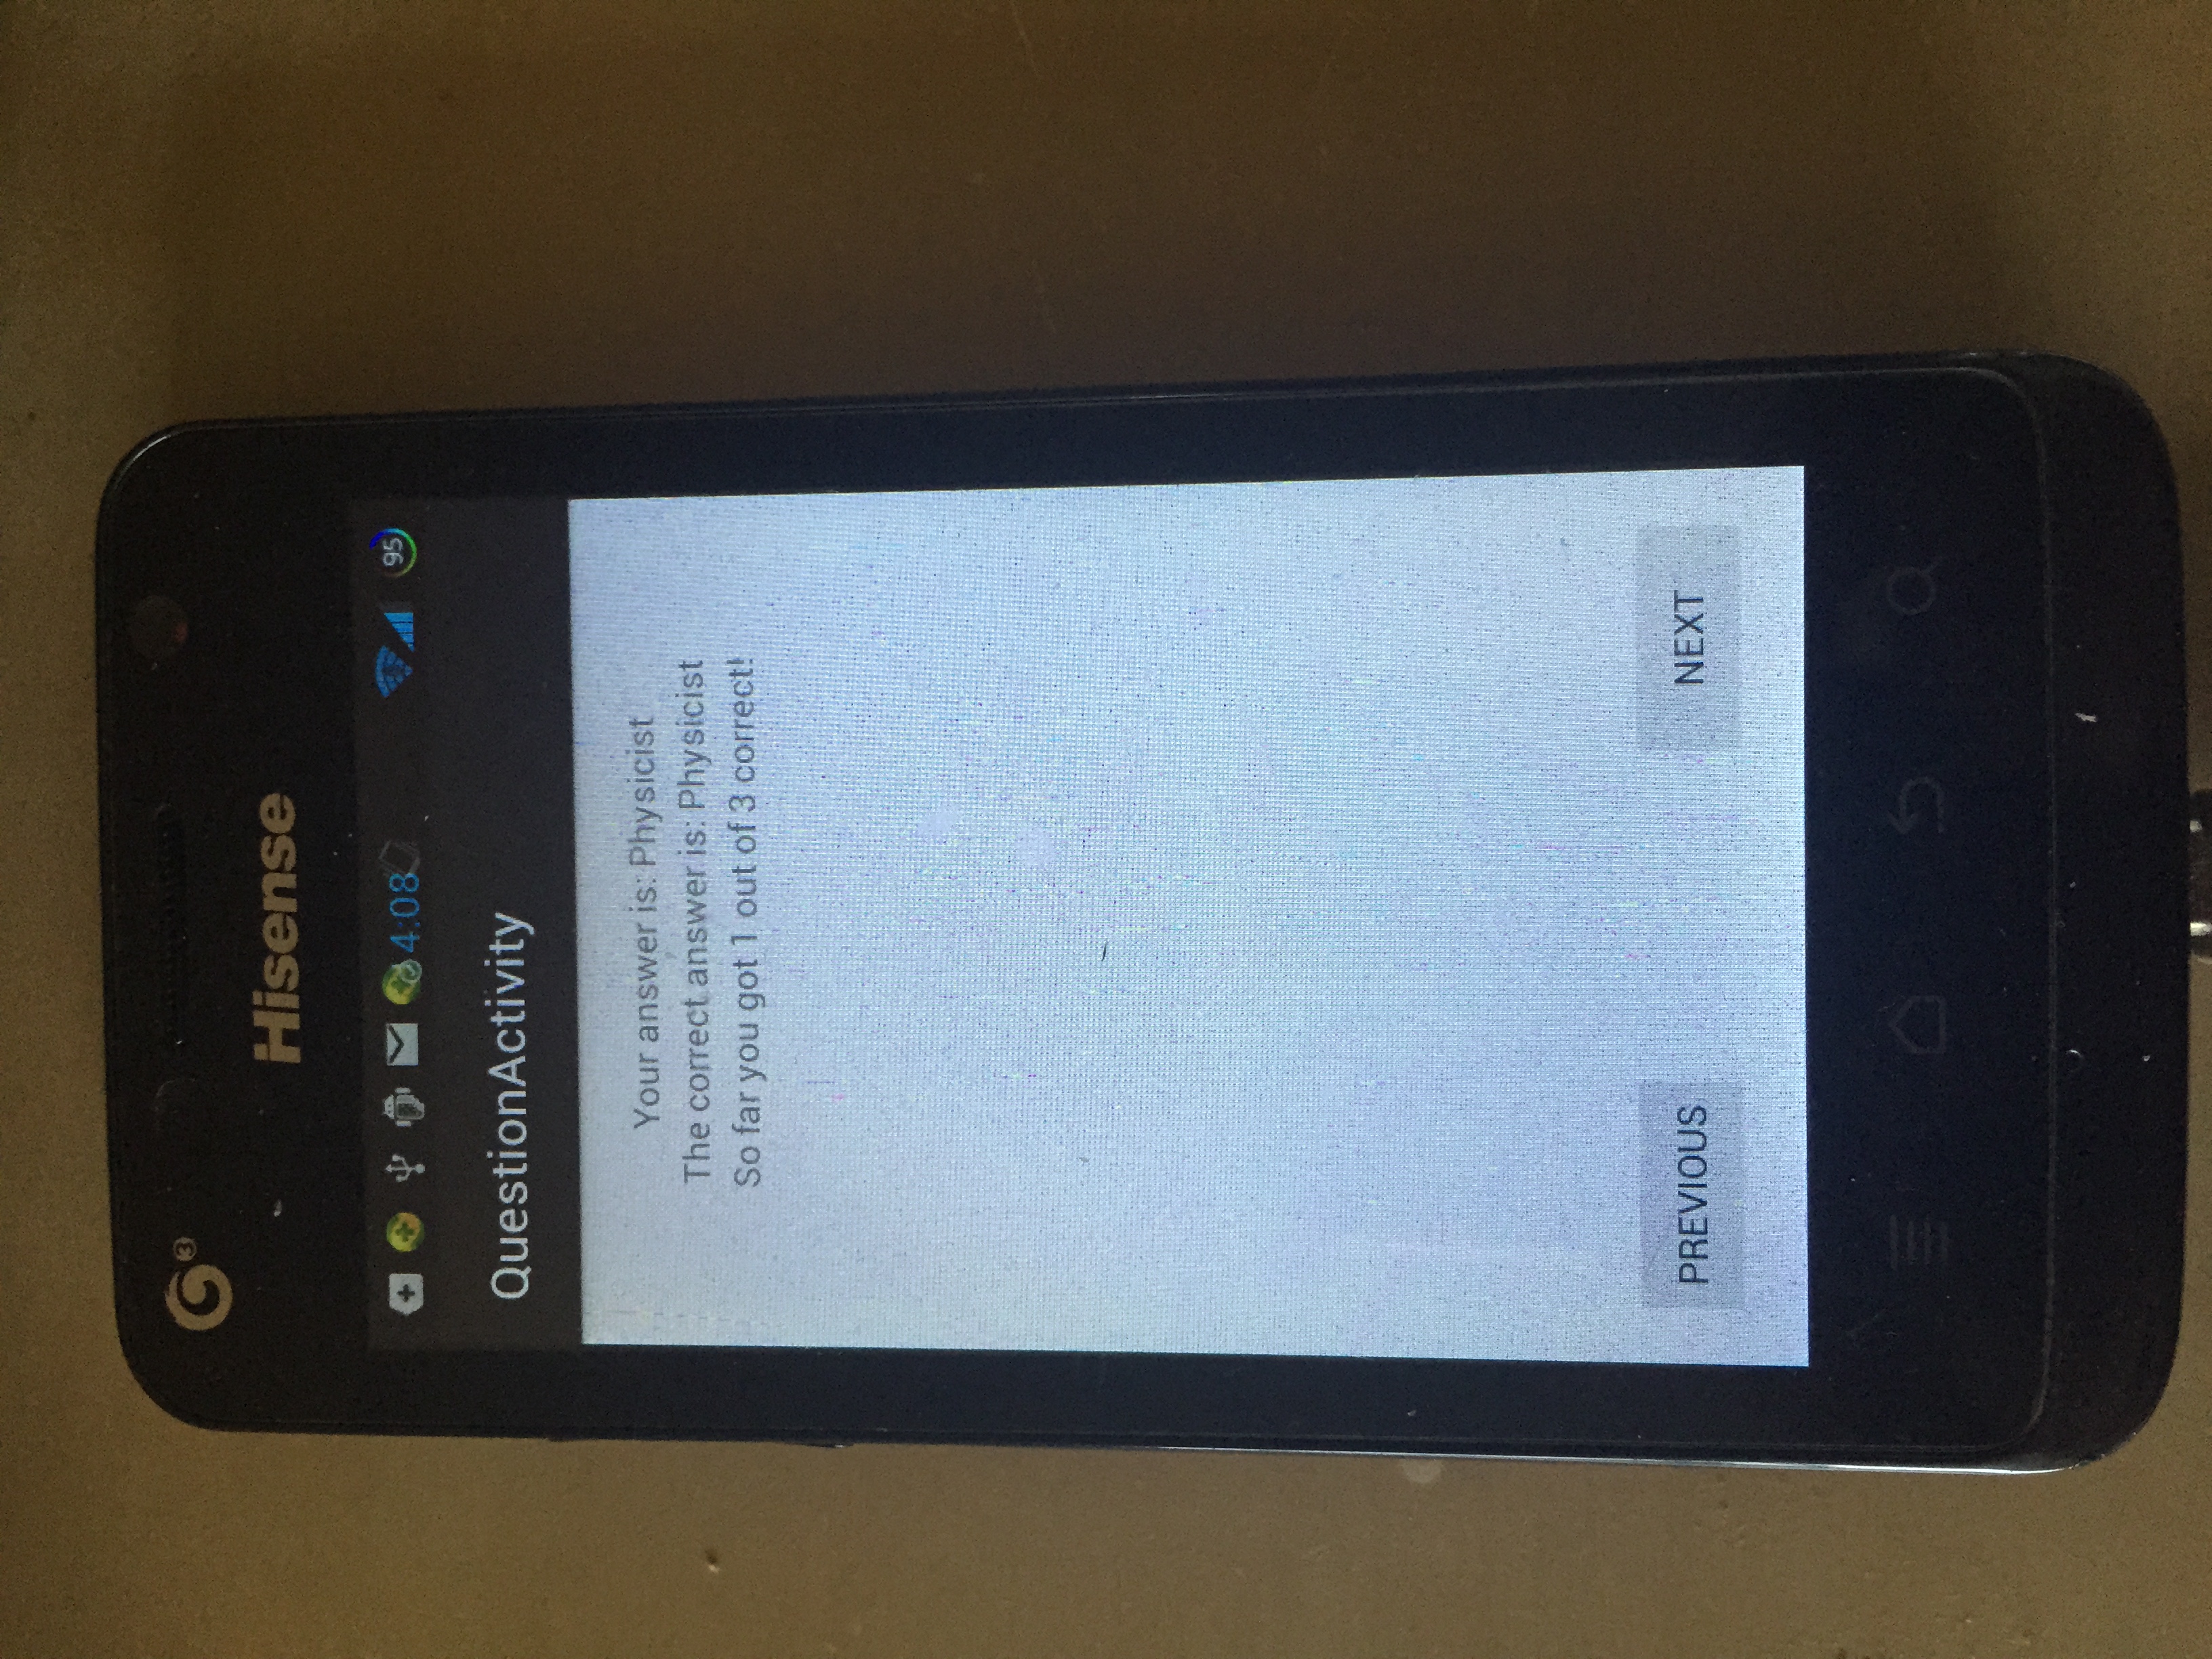 3
Hisense
4:08
95
QuestionActivity
Your answer is: Physicist
The correct answer is: Physicist
So far you got 1 out of 3 correct!
PREVIOUS
NEXT